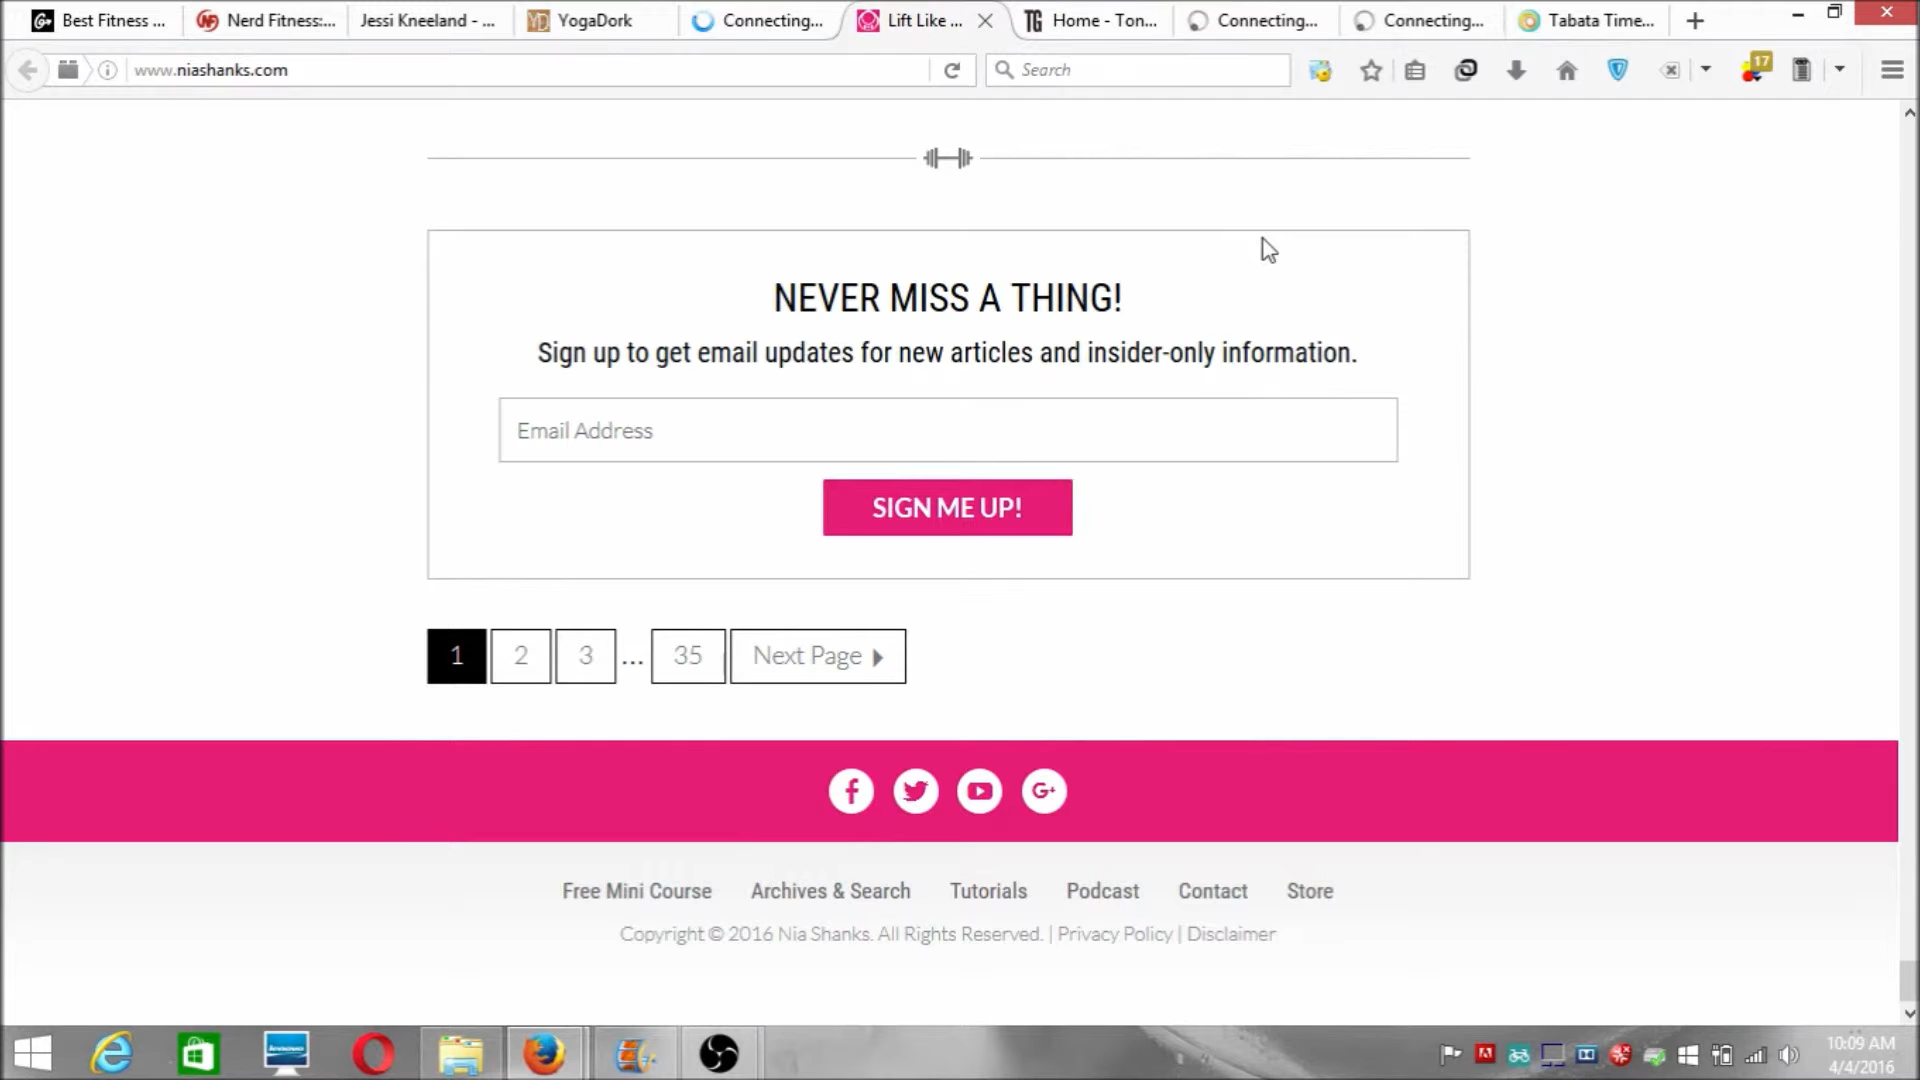 Best Fitness ...
Nerd Fitness:...
Jessi Kneeland - ...
YogaDork
Connecting...
Lift Like ...
Home - Ton...
Connecting...
Connecting...
Tabata Time...
www.niashanks.com
Search
17
NEVER MISS A THING!
Sign up to get email updates for new articles and insider-only information.
Email Address
SIGN ME UP!
1 2 3 ... 35 Next Page
Free Mini Course Archives & Search Tutorials Podcast Contact Store
Copyright © 2016 Nia Shanks. All Rights Reserved. | Privacy Policy | Disclaimer
10:09 AM
4/4/2016